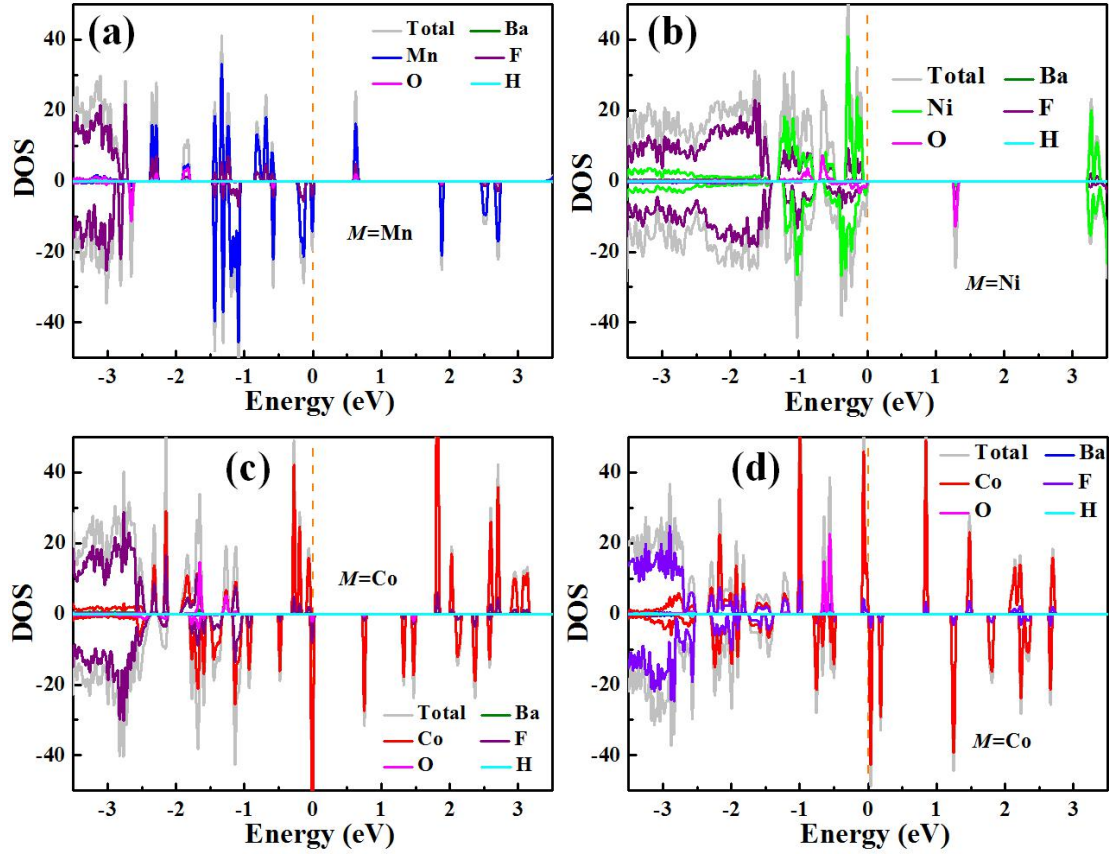 (a)
Total Ba
Mn F
O H
M=Mn
DOS
40
20
0
-20
-40
-3 -2 -1 0 1 2 3
Energy (eV)
(b)
Total Ba
Ni F
O H
M=Ni
DOS
40
20
0
-20
-40
-3 -2 -1 0 1 2 3
Energy (eV)
(c)
M=Co
Total Ba
Co F
O H
DOS
40
20
0
-20
-40
-3 -2 -1 0 1 2 3
Energy (eV)
(d)
Total Ba
Co F
O H
M=Co
DOS
40
20
0
-20
-40
-3 -2 -1 0 1 2 3
Energy (eV)